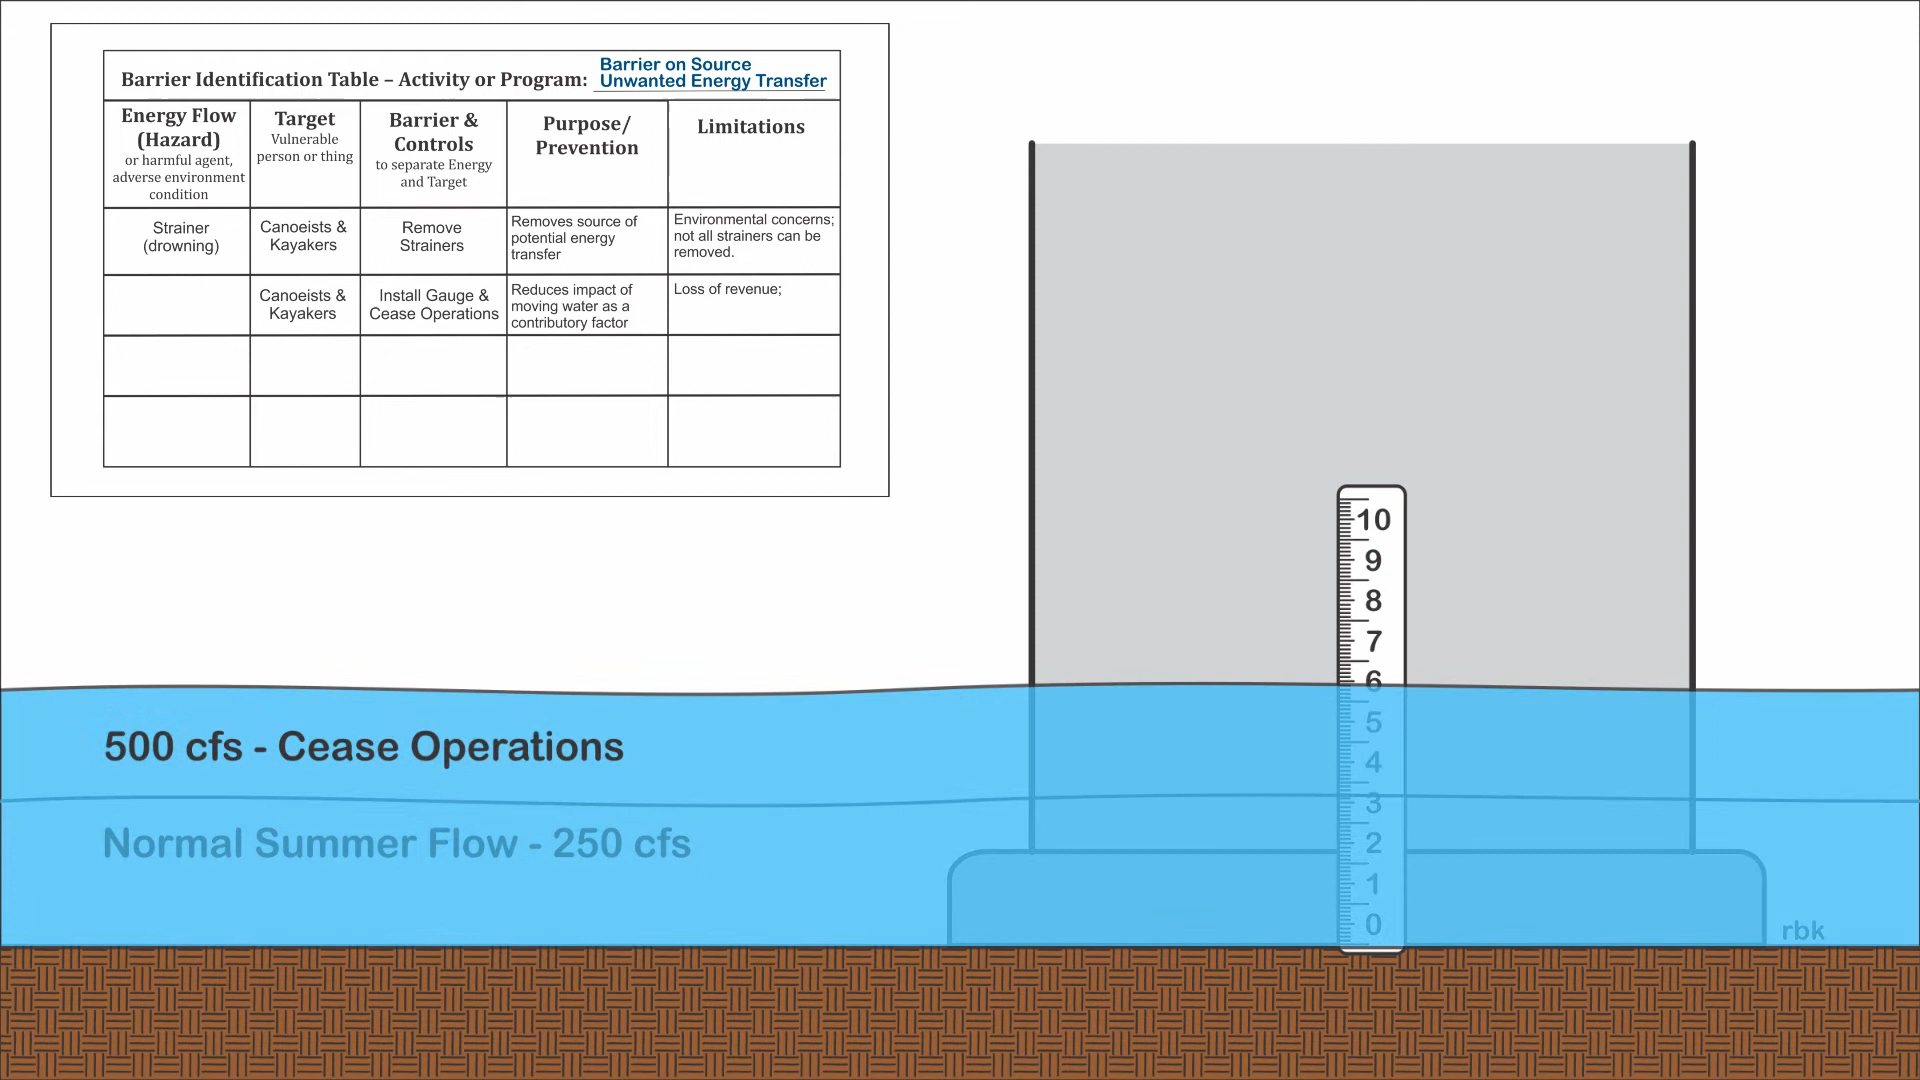 Barrier Identification Table – Activity or Program: Barrier on Source
Unwanted Energy Transfer
Energy Flow
(Hazard)
or harmful agent,
adverse environment
condition
Target
Vulnerable
person or thing
Barrier &
Controls
to separate Energy
and Target
Purpose/
Prevention
Limitations
Strainer
(drowning)
Canoeists &
Kayakers
Remove
Strainers
Removes source of
potential energy
transfer
Environmental concerns;
not all strainers can be
removed.
Canoeists &
Kayakers
Install Gauge &
Cease Operations
Reduces impact of
moving water as a
contributory factor
Loss of revenue;
10
9
8
7
6
5
4
3
2
1
0
500 cfs - Cease Operations
Normal Summer Flow - 250 cfs
rbk